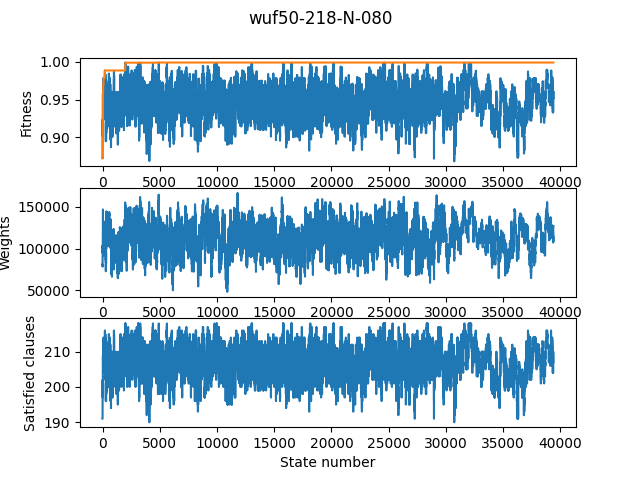 wuf50-218-N-080
1.00
0.95
0.90
Fitness
0 5000 10000 15000 20000 25000 30000 35000 40000
150000
100000
50000
Weights
0 5000 10000 15000 20000 25000 30000 35000 40000
210
200
190
Satisfied clauses
0 5000 10000 15000 20000 25000 30000 35000 40000
State number